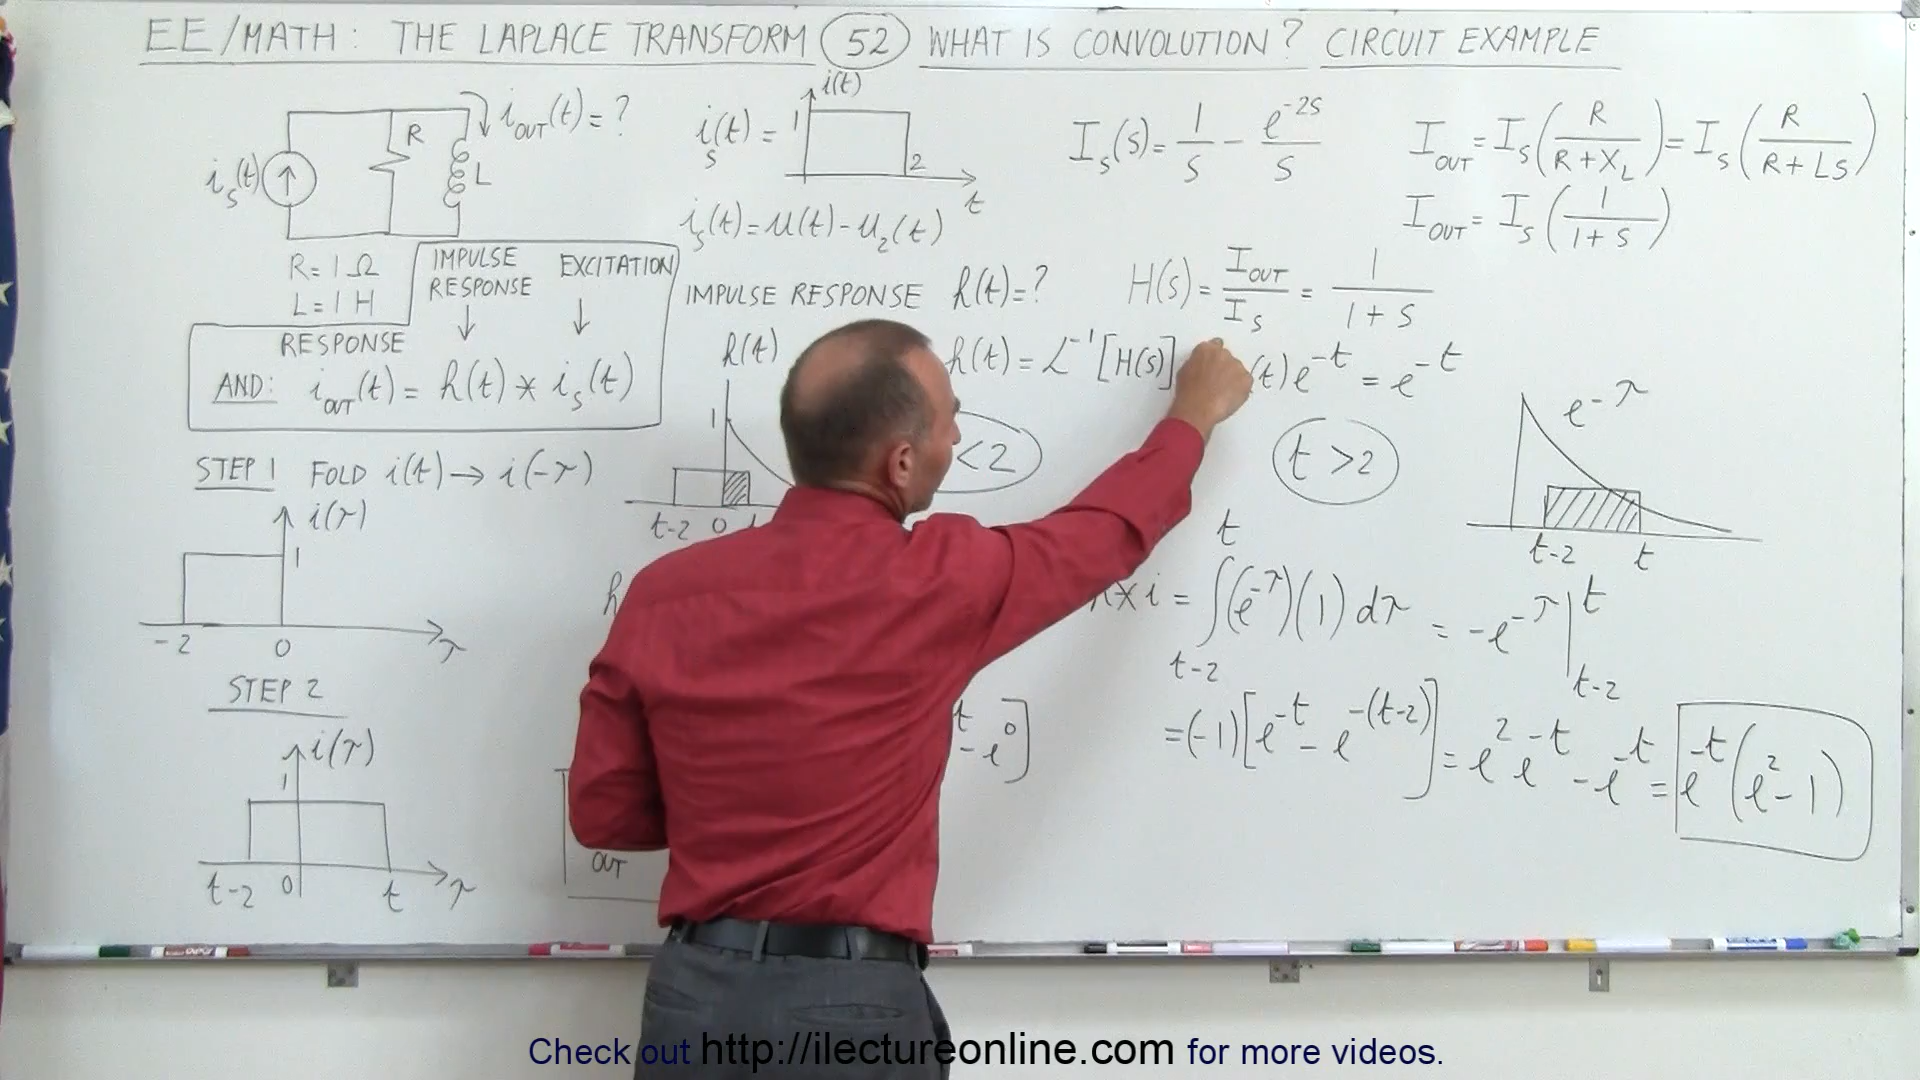 EE/MATH: THE LAPLACE TRANSFORM 52 WHAT IS CONVOLUTION? CIRCUIT EXAMPLE
i_s(t)
R
L
i_OUT(t) = ?
R = 1 Ω
L = 1 H
i_s(t) =
i(t)
1
2
t
i_s(t) = u(t) - u_2(t)
I_s(s) = 1/s - e^-2s/s
I_OUT = I_s(R/(R+X_L)) = I_s(R/(R+Ls))
I_OUT = I_s(1/(1+s))
IMPULSE RESPONSE
EXCITATION
RESPONSE
AND: i_OUT(t) = h(t) * i_s(t)
IMPULSE RESPONSE h(t) = ?
H(s) = I_OUT/I_s = 1/(1+s)
h(t) = L^-1[H(s)]
(t)e^-t = e^-t
STEP 1 FOLD i(t) → i(-τ)
i(τ)
1
-2 0 τ
STEP 2
i(τ)
1
t-2 0 t τ
h(t)
1
t-2 0
<2
t > 2
e^-τ
t-2 t
h
*i = ∫_{t-2}^{t} (e^-τ)(1) dτ = -e^-τ |_{t-2}^{t}
t - e^0]
= (-1)[e^-t - e^-(t-2)] = e^2 e^-t - e^-t = e^-t(e^2 - 1)
OUT
Check out http://ilectureonline.com for more videos.